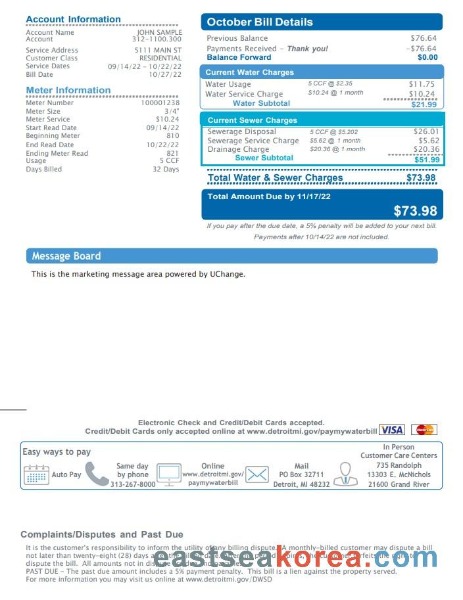 Account Information
Account Name JOHN SAMPLE
Account 312-1100.300
Service Address 5111 MAIN ST
Customer Class RESIDENTIAL
Service Dates 09/14/22 - 10/22/22
Bill Date 10/27/22
Meter Information
Meter Number 100001238
Meter Size 3/4"
Meter Service $10.24
Start Read Date 09/14/22
Beginning Meter 810
End Read Date 10/22/22
Ending Meter Read 821
Usage 5 CCF
Days Billed 32 Days
October Bill Details
Previous Balance $76.64
Payments Received – Thank you! -$76.64
Balance Forward $0.00
Current Water Charges
Water Usage 5 CCF @ $2.35 $11.75
Water Service Charge $10.24 @ 1 month $10.24
Water Subtotal $21.99
Current Sewer Charges
Sewerage Disposal 5 CCF @ $5.202 $26.01
Sewerage Service Charge $5.62 @ 1 month $5.62
Drainage Charge $20.36 @ 1 month $20.36
Sewer Subtotal $51.99
Total Water & Sewer Charges $73.98
Total Amount Due by 11/17/22
$73.98
If you pay after the due date, a 5% penalty will be added to your next bill.
Payments after 10/14/22 are not included.
Message Board
This is the marketing message area powered by UChange.
Electronic Check and Credit/Debit Cards accepted.
Credit/Debit Cards only accepted online at www.detroitmi.gov/paymywaterbill VISA
Easy ways to pay
Auto Pay
Same day
by phone
313-267-8000
Online
www.detroitmi.gov/
paymywaterbill
Mail
PO Box 32711
Detroit, MI 48232
In Person
Customer Care Centers
735 Randolph
13303 E. McNichols
21600 Grand River
Complaints/Disputes and Past Due
It is the customer's responsibility to inform the utility of any billing dispute. A monthly-billed customer may dispute a bill
not later than twenty-eight (28) days
dispute the bill. All amounts not in
PAST DUE – The past due amount includes a 5% payment penalty. This bill is a lien against the property served.
For more information you may visit us online at www.detroitmi.gov/DWSD
eastseakorea.com